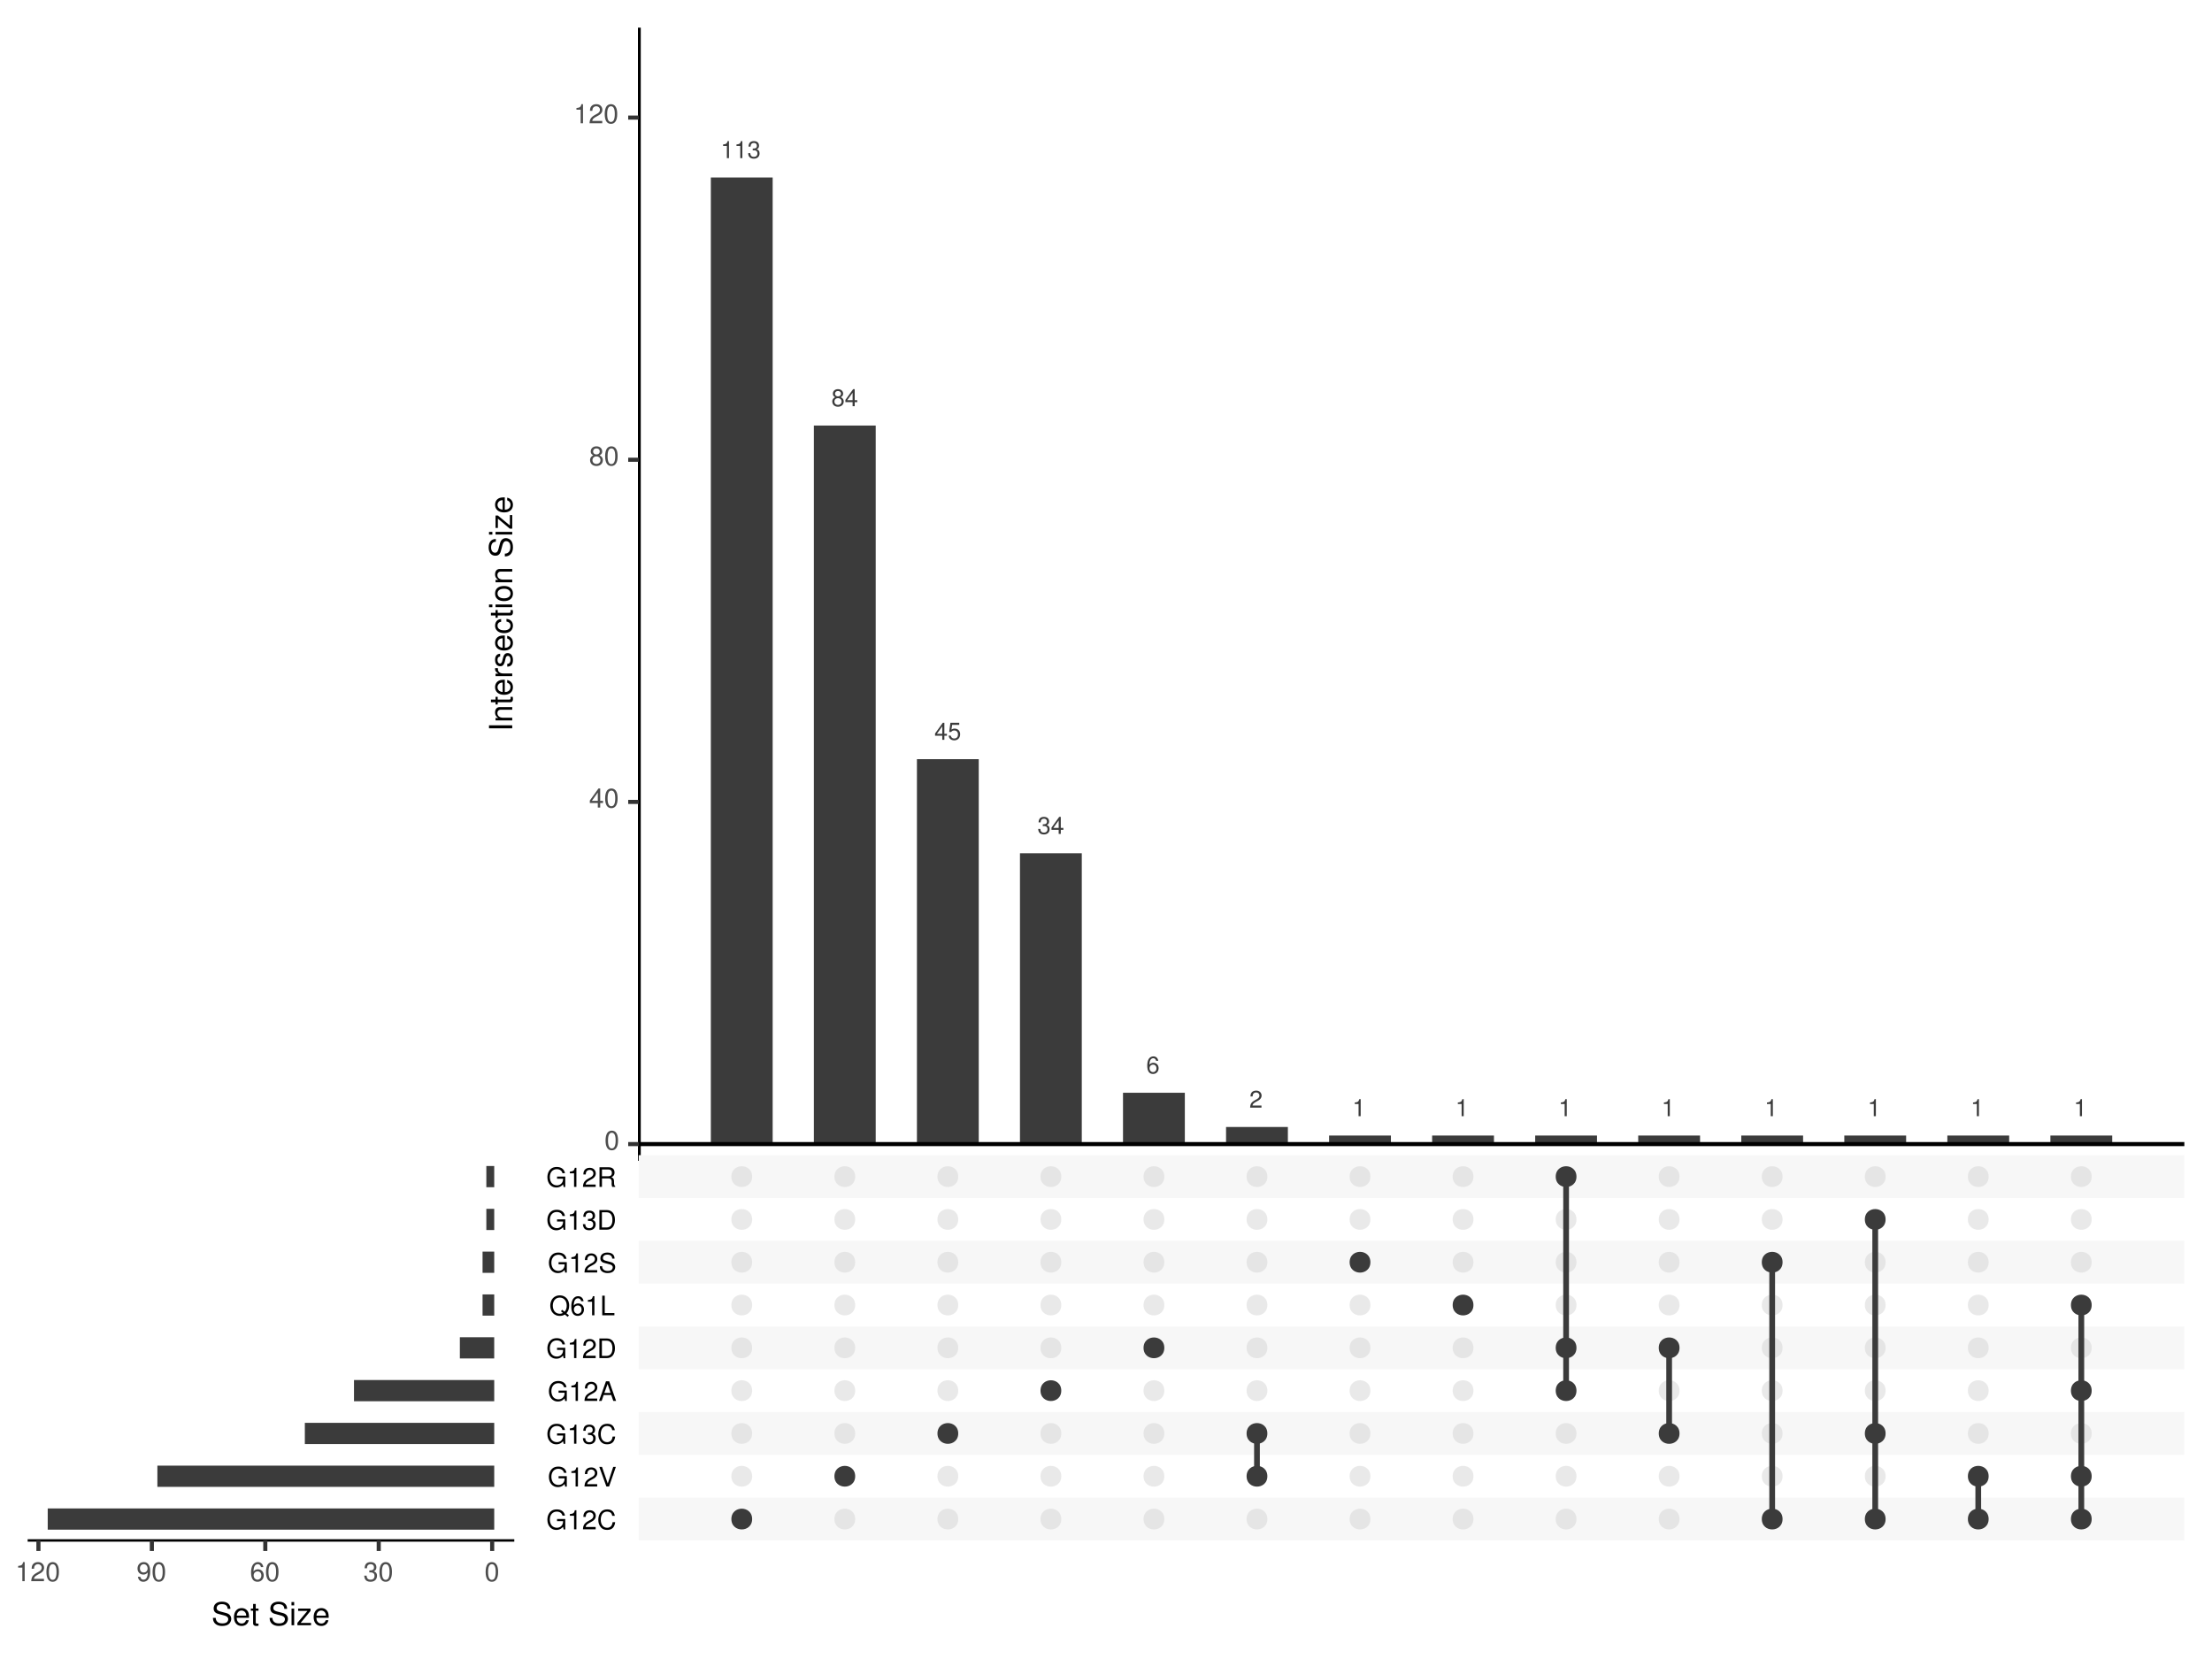 120
113
84
80
Intersection Size
45
40
34
6
2
1 1 1 1 1 1 1 1
0
G12R
G13D
G12S
Q61L
G12D
G12A
G13C
G12V
G12C
120 90 60 30 0
Set Size